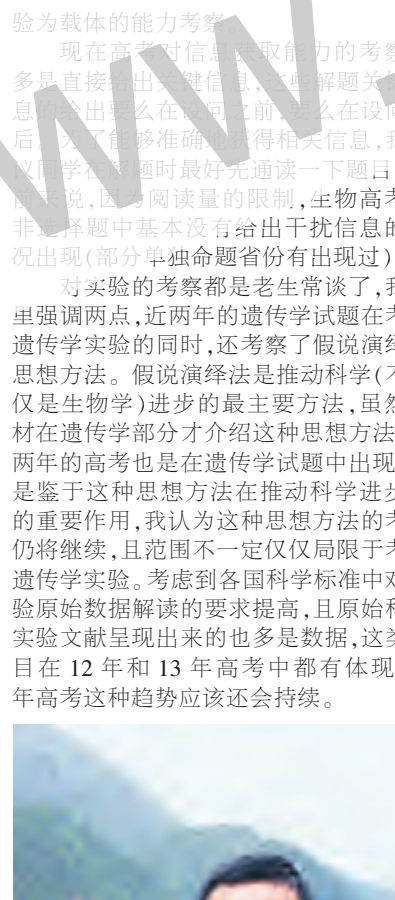 验为载体的能力考察。
现在高考对信息获取能力的考察
多是直接给出关键信息,这些解题关
息的给出要么在设问之前,要么在设问
后。为了能够准确地获得相关信息,
议同学在解题时最好先通读一下题目
前来说,因为阅读量的限制,生物高考
非选择题中基本没有给出干扰信息的
况出现(部分单独命题省份有出现过)
对实验的考察都是老生常谈了,我
里强调两点,近两年的遗传学试题在考
遗传学实验的同时,还考察了假说演绎
思想方法。假说演绎法是推动科学(不
仅是生物学)进步的最主要方法,虽然
材在遗传学部分才介绍这种思想方法
两年的高考也是在遗传学试题中出现
是鉴于这种思想方法在推动科学进步
的重要作用,我认为这种思想方法的考
仍将继续,且范围不一定仅仅局限于考
遗传学实验。考虑到各国科学标准中对
验原始数据解读的要求提高,且原始科
实验文献呈现出来的也多是数据,这类
目在 12 年和 13 年高考中都有体现
年高考这种趋势应该还会持续。
WW